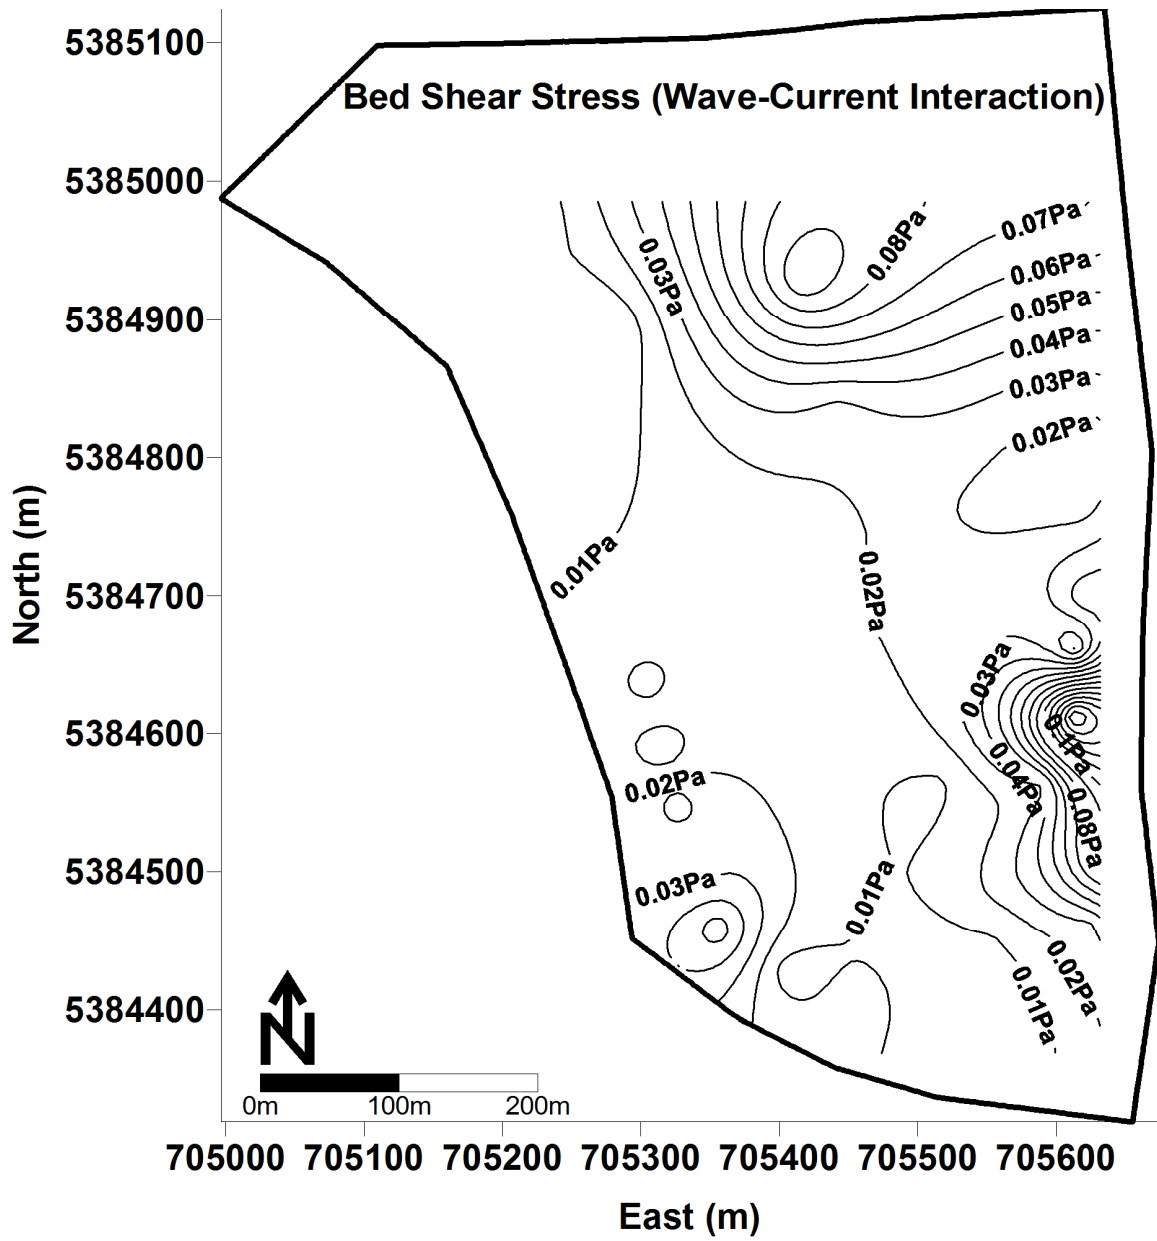 5385100
Bed Shear Stress (Wave-Current Interaction)
5385000
0.07Pa
0.08Pa
0.03Pa
0.06Pa
0.05Pa
5384900
0.04Pa
0.03Pa
0.02Pa
5384800
North (m)
0.01Pa
0.02Pa
5384700
0.03Pa
5384600
0.1Pa
0.02Pa
0.04Pa
0.08Pa
5384500
0.03Pa
0.01Pa
0.02Pa
0.01Pa
5384400
N
0m 100m 200m
705000 705100 705200 705300 705400 705500 705600
East (m)